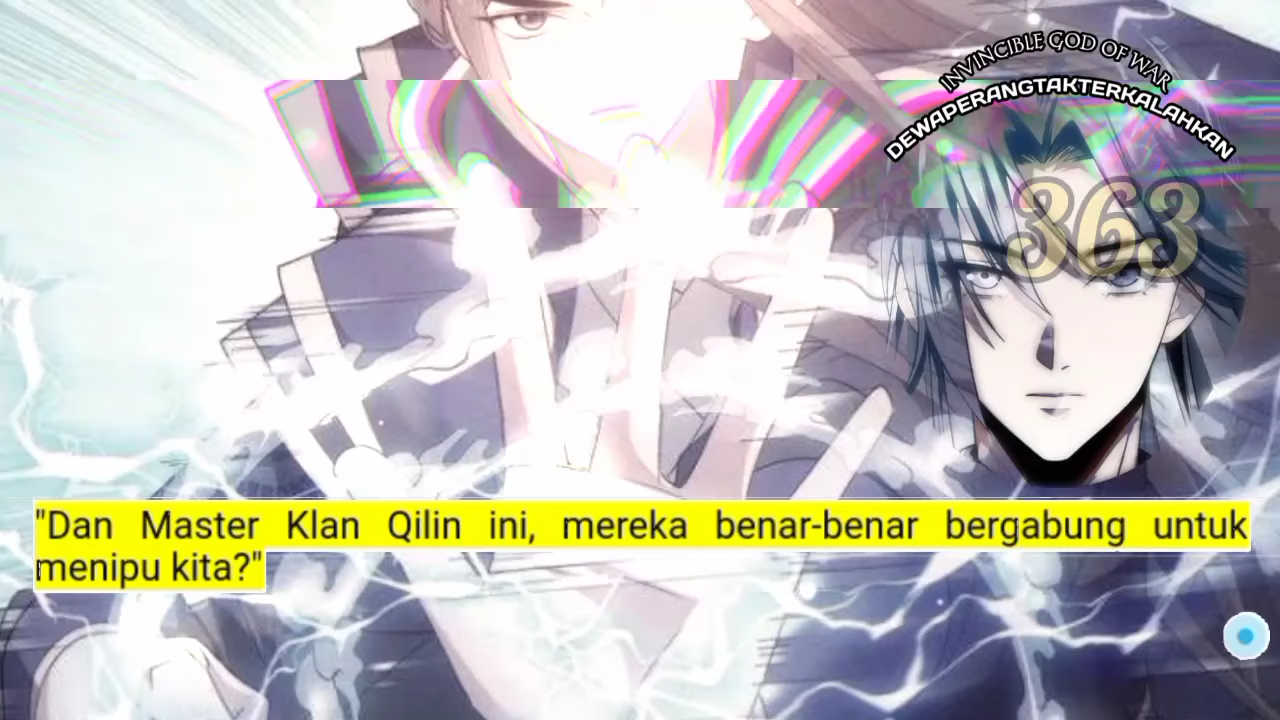 INVINCIBLE GOD OF WAR
DEWAPERANGTAKTERKALAHKAN
363
"Dan Master Klan Qilin ini, mereka benar-benar bergabung untuk
menipu kita?"